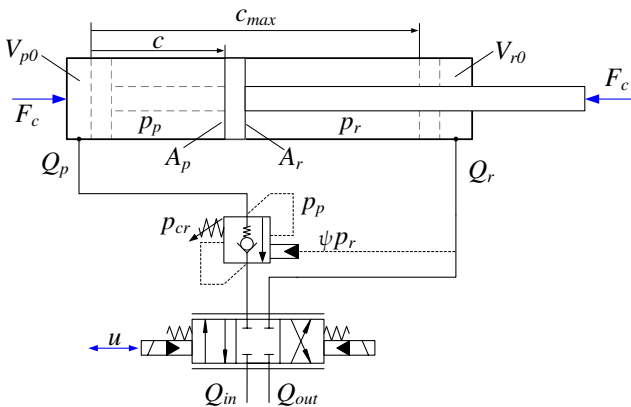 c_max
c
V_p0
V_r0
F_c
F_c
p_p
p_r
A_p
A_r
Q_p
Q_r
p_p
p_cr
ψp_r
u
Q_in
Q_out